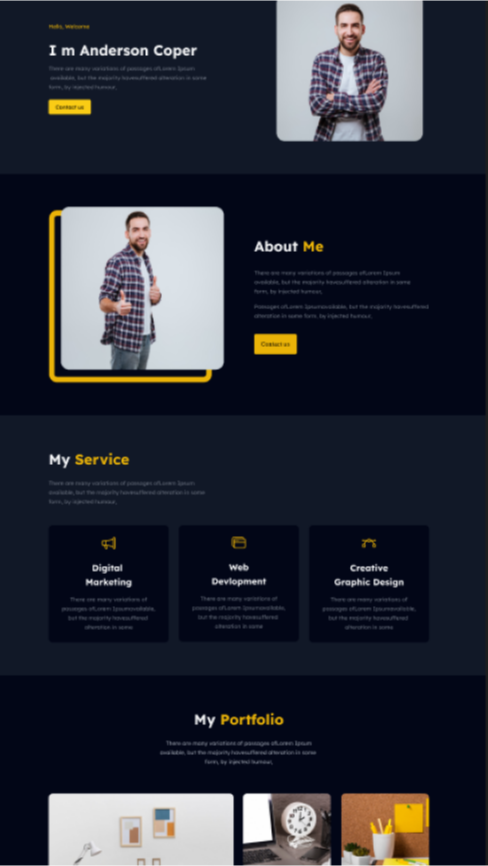 Hello, Welcome
I m Anderson Coper
There are many variations of passages ofLorem Ipsum
available, but the majority havesuffered alteration in some
form, by injected humour,
Contact us
About Me
There are many variations of passages ofLorem Ipsum
available, but the majority havesuffered alteration in some
form, by injected humour,
Passages ofLorem Ipsumavailable, but the majority havesuffered
alteration in some form, by injected humour,
Contact us
My Service
There are many variations of passages ofLorem Ipsum
available, but the majority havesuffered alteration in some
form, by injected humour,
Digital
Marketing
There are many variations of
passages ofLorem Ipsumavailable,
but the majority havesuffered
alteration in some
Web
Devlopment
There are many variations of
passages ofLorem Ipsumavailable,
but the majority havesuffered
alteration in some
Creative
Graphic Design
There are many variations of
passages ofLorem Ipsumavailable,
but the majority havesuffered
alteration in some
My Portfolio
There are many variations of passages ofLorem Ipsum
available, but the majority havesuffered alteration in some
form, by injected humour,